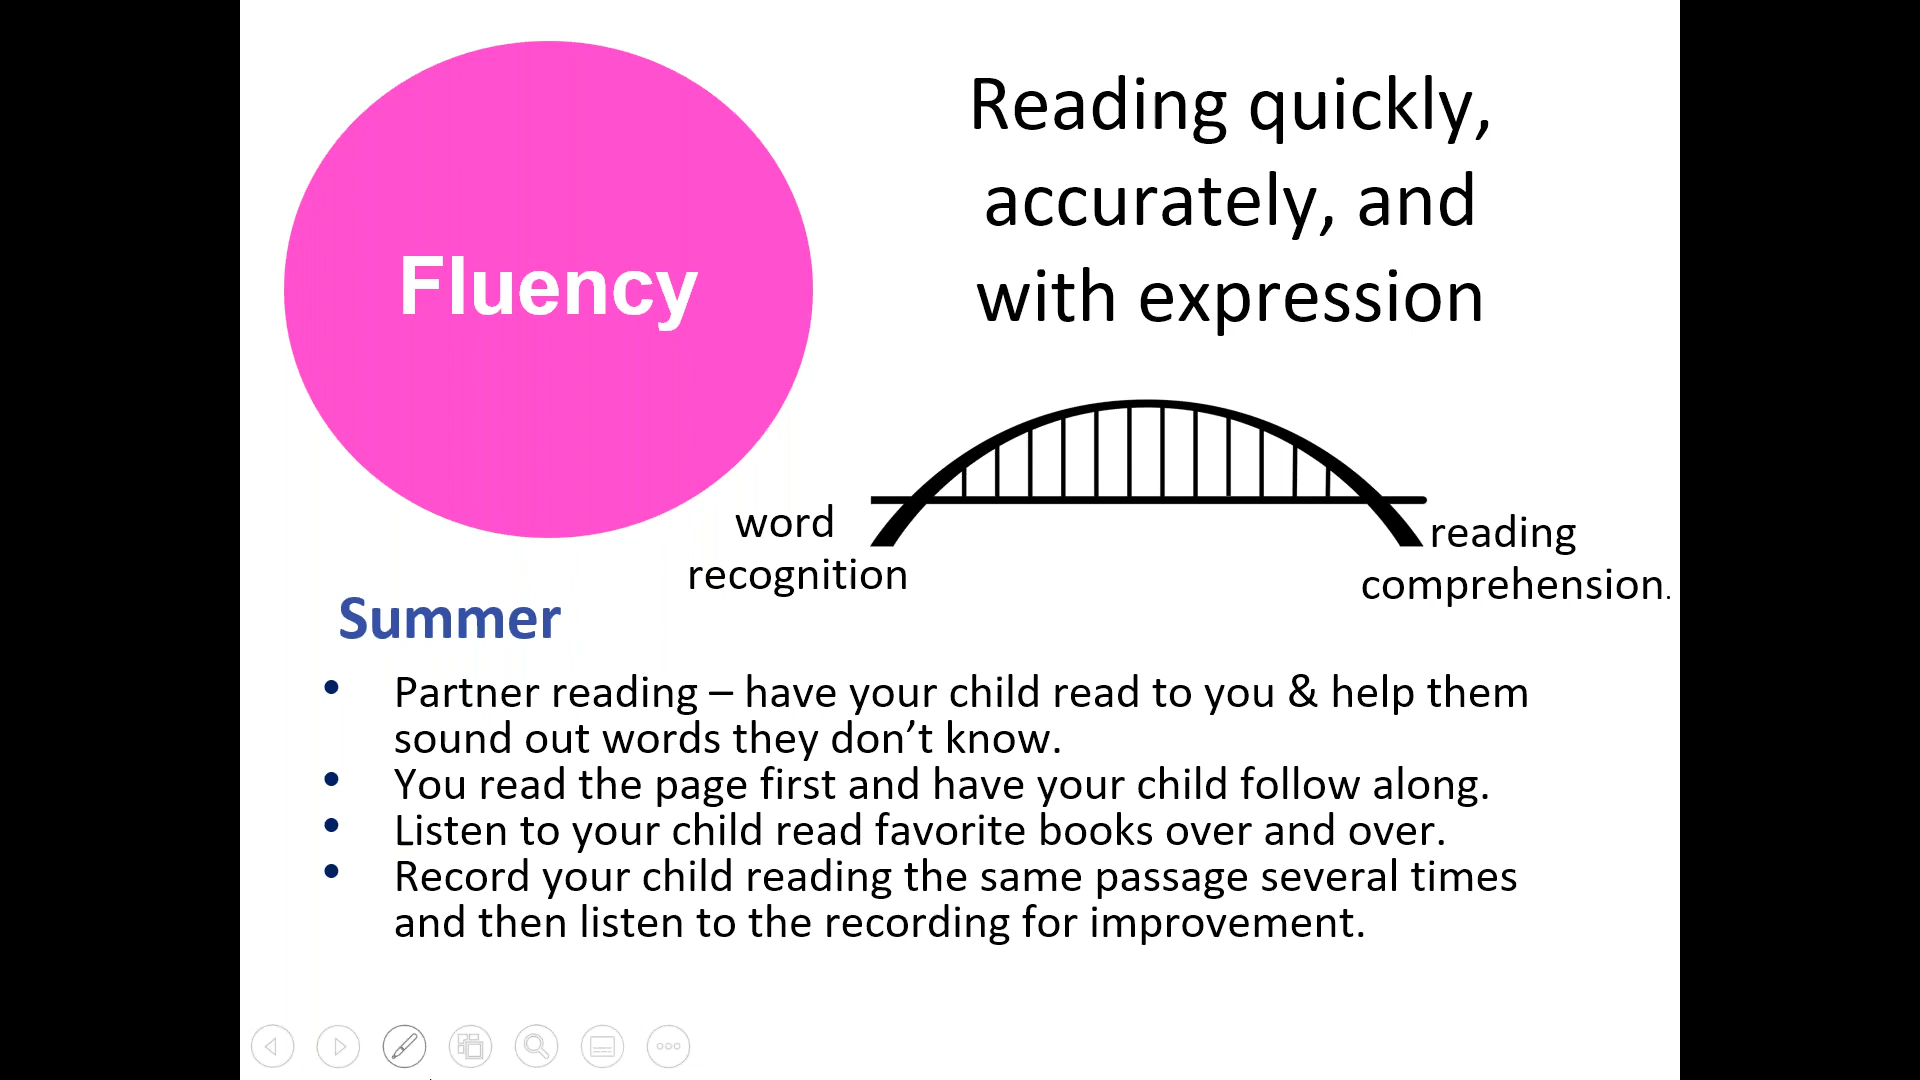 Fluency
Reading quickly,
accurately, and
with expression
word
recognition
reading
comprehension.
Summer
• Partner reading – have your child read to you & help them
sound out words they don’t know.
• You read the page first and have your child follow along.
• Listen to your child read favorite books over and over.
• Record your child reading the same passage several times
and then listen to the recording for improvement.